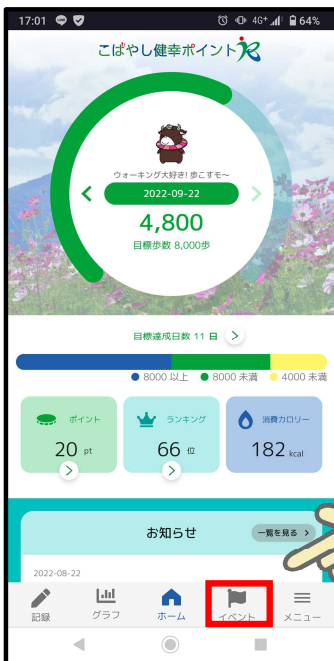 17:01 4G+ 64%
こばやし健幸ポイント
ウォーキング大好き! 歩こすモ～
2022-09-22
4,800
目標歩数 8,000歩
目標達成日数 11 日
8000 以上 8000 未満 4000 未満
ポイント ランキング 消費カロリー
20 pt 66 位 182 kcal
お知らせ 一覧を見る
2022-08-22
記録 グラフ ホーム イベント メニュー